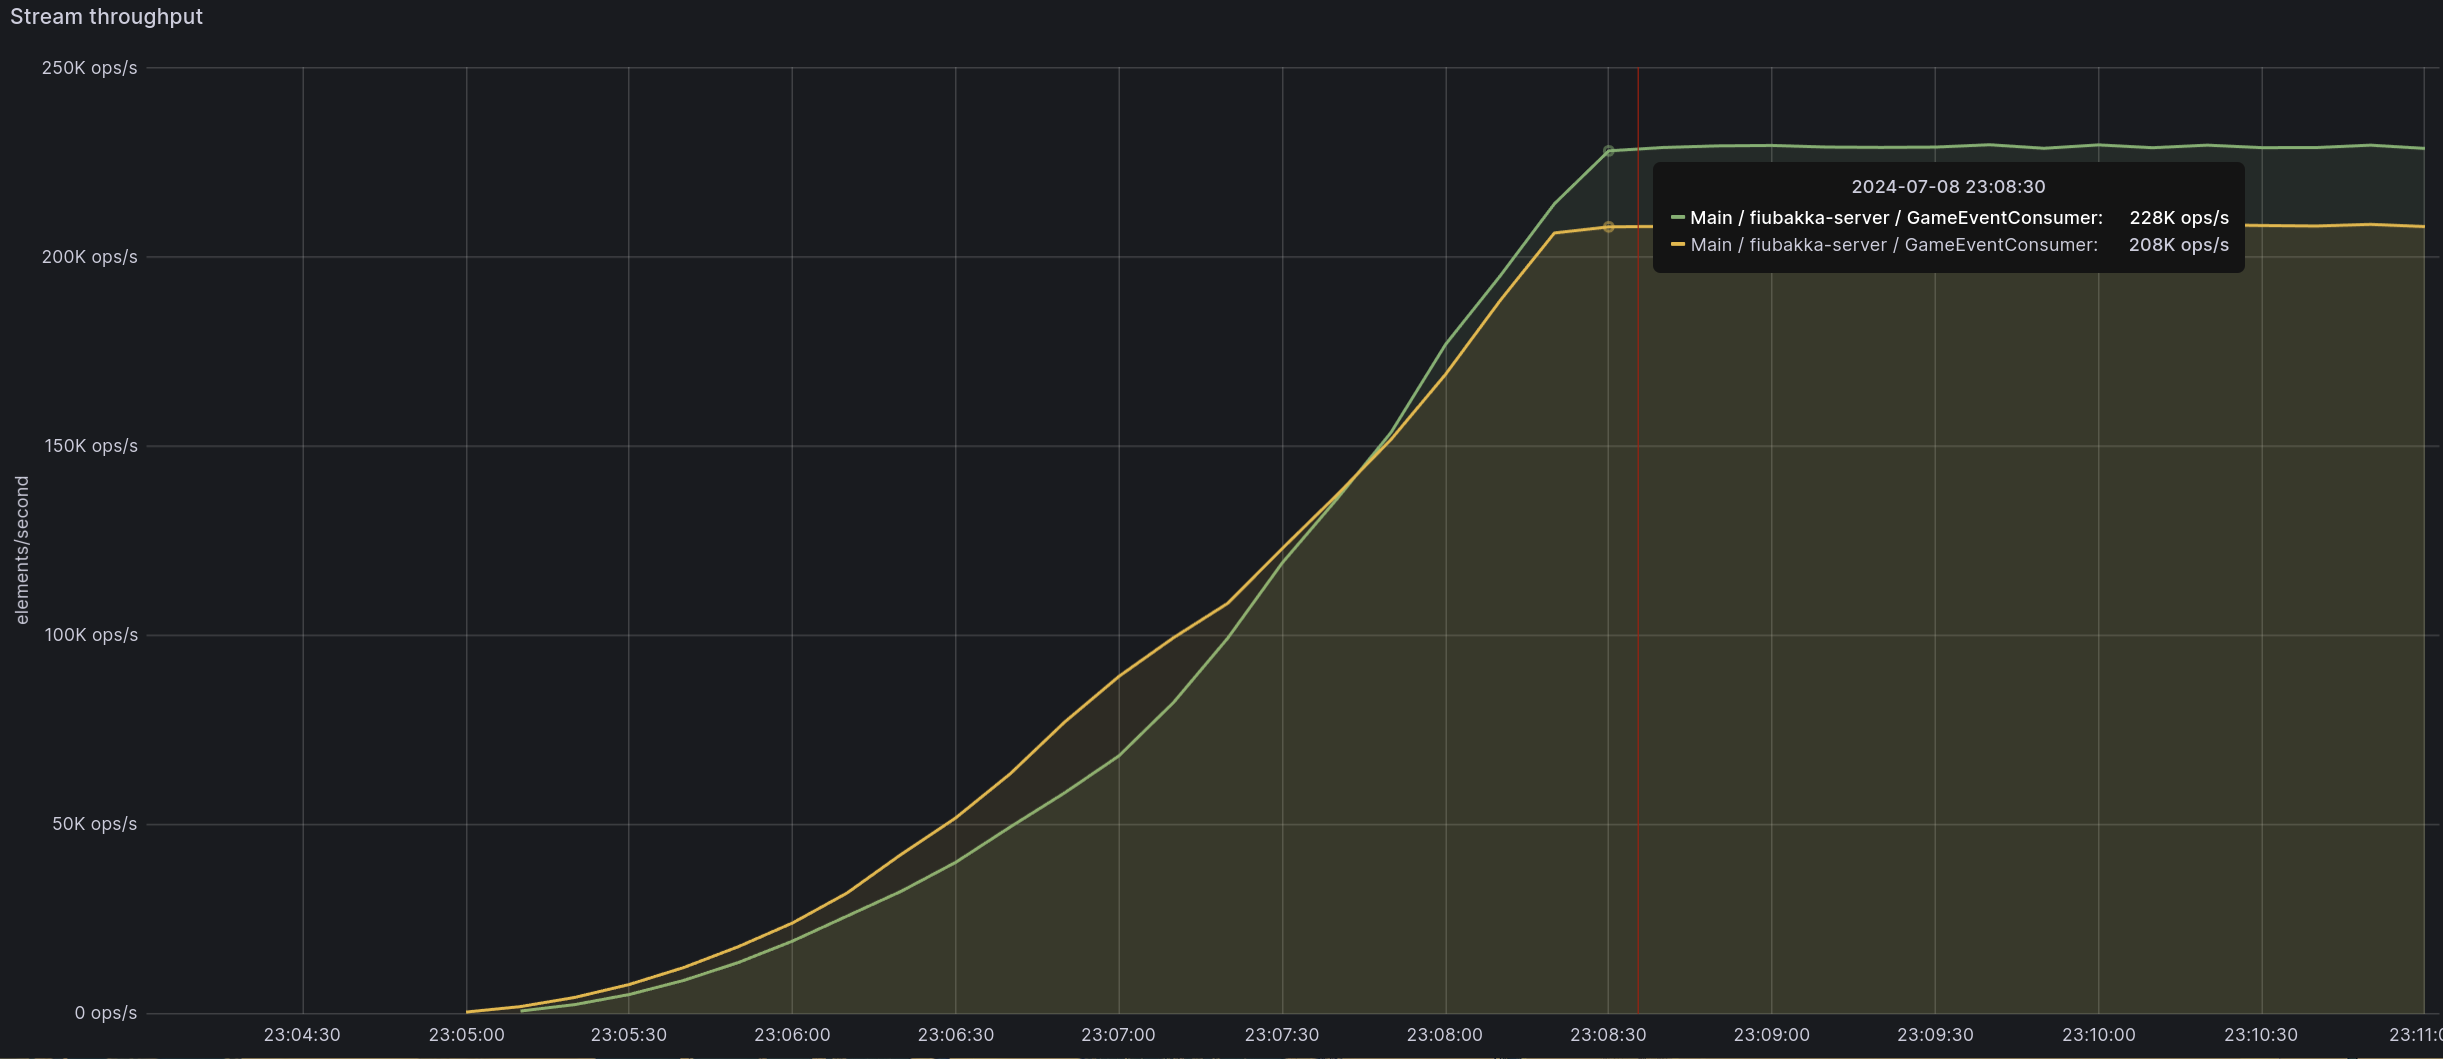 Stream throughput
250K ops/s
200K ops/s
150K ops/s
100K ops/s
50K ops/s
0 ops/s
elements/second
2024-07-08 23:08:30
Main / fiubakka-server / GameEventConsumer: 228K ops/s
Main / fiubakka-server / GameEventConsumer: 208K ops/s
23:04:30 23:05:00 23:05:30 23:06:00 23:06:30 23:07:00 23:07:30 23:08:00 23:08:30 23:09:00 23:09:30 23:10:00 23:10:30 23:11:0